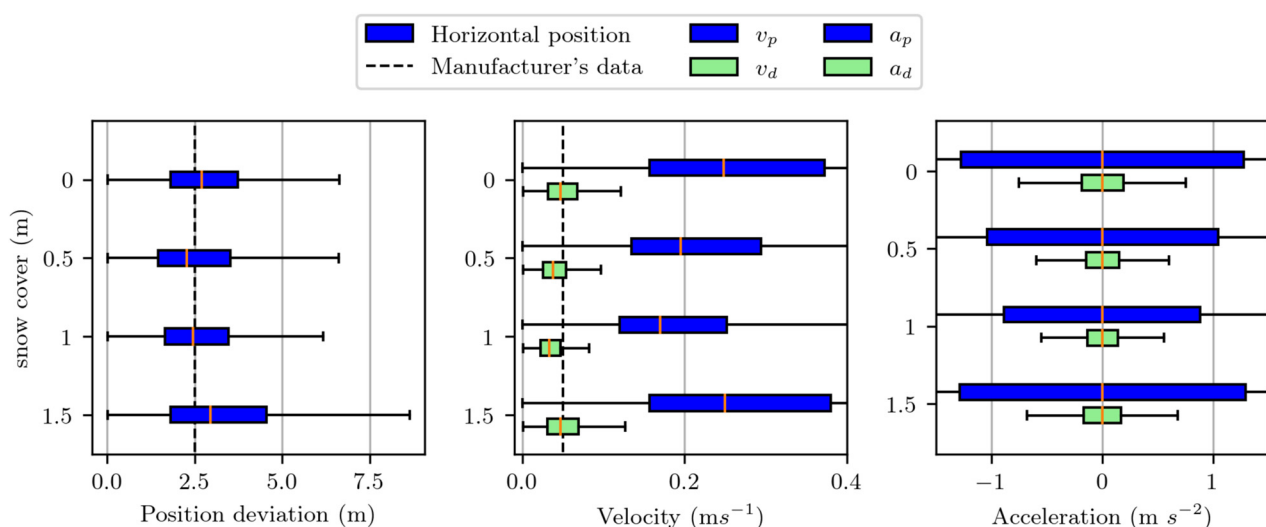 Horizontal position
Manufacturer's data
v_p
v_d
a_p
a_d
snow cover (m)
0
0.5
1
1.5
0.0 2.5 5.0 7.5
Position deviation (m)
0
0.5
1
1.5
0.0 0.2 0.4
Velocity (ms⁻¹)
0
0.5
1
1.5
−1 0 1
Acceleration (m s⁻²)